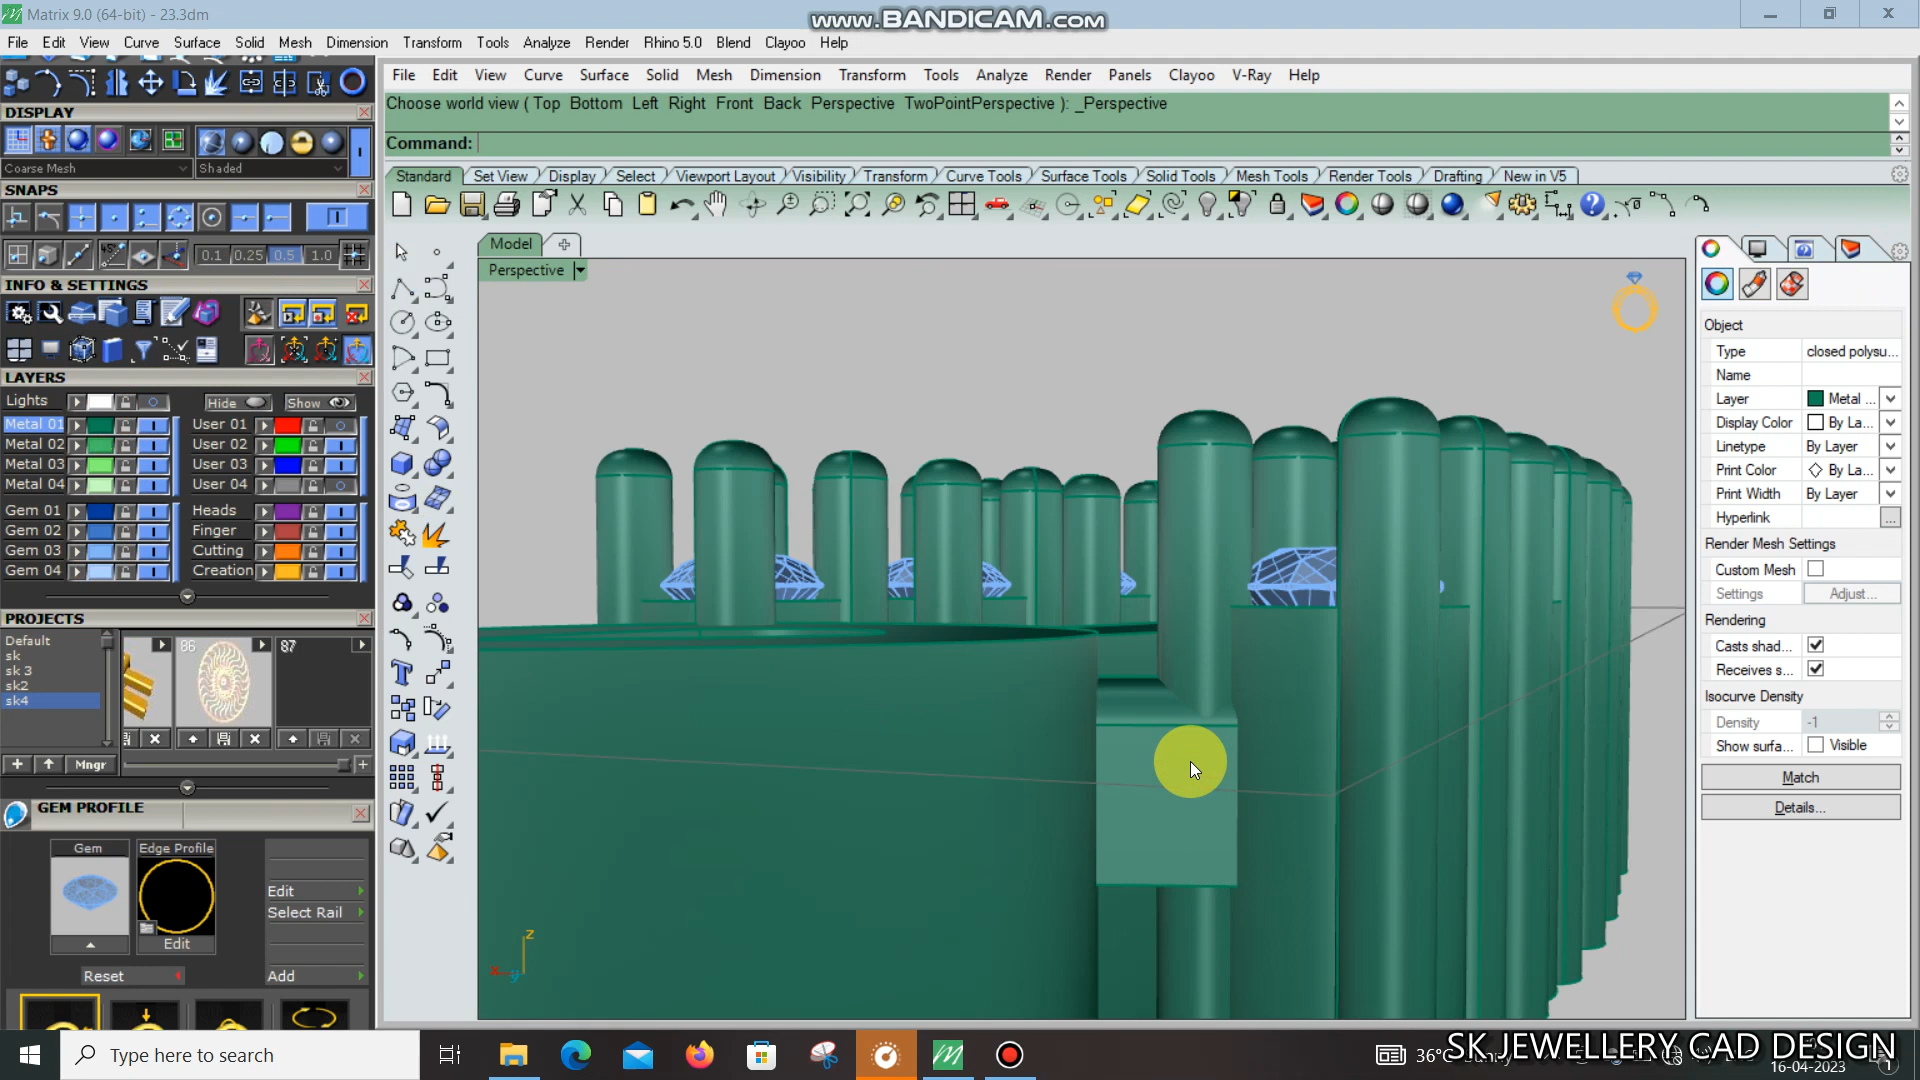 Matrix 9.0 (64-bit) - 23.3dm
www.BANDICAM.com
File Edit View Curve Surface Solid Mesh Dimension Transform Tools Analyze Render Rhino 5.0 Blend Clayoo Help
File Edit View Curve Surface Solid Mesh Dimension Transform Tools Analyze Render Panels Clayoo V-Ray Help
Choose world view ( Top Bottom Left Right Front Back Perspective TwoPointPerspective ): _Perspective
Command:
Standard Set View Display Select Viewport Layout Visibility Transform Curve Tools Surface Tools Solid Tools Mesh Tools Render Tools Drafting New in V5
DISPLAY
Coarse Mesh Shaded
SNAPS
0.1 0.25 0.5 1.0
INFO & SETTINGS
LAYERS
Lights Hide Show
Metal 01 User 01
Metal 02 User 02
Metal 03 User 03
Metal 04 User 04
Gem 01 Heads
Gem 02 Finger
Gem 03 Cutting
Gem 04 Creation
PROJECTS
Default
sk
sk 3
sk2
sk4
86
87
Mngr
GEM PROFILE
Gem Edge Profile
Edit
Select Rail
Edit
Reset
Add
Model
Perspective
z
x
y
Object
Type closed polysu...
Name
Layer Metal ...
Display Color By La...
Linetype By Layer
Print Color By La...
Print Width By Layer
Hyperlink ...
Render Mesh Settings
Custom Mesh
Settings Adjust...
Rendering
Casts shad...
Receives s...
Isocurve Density
Density -1
Show surfa... Visible
Match
Details...
Type here to search
36°C
SK JEWELLERY CAD DESIGN
16-04-2023
1